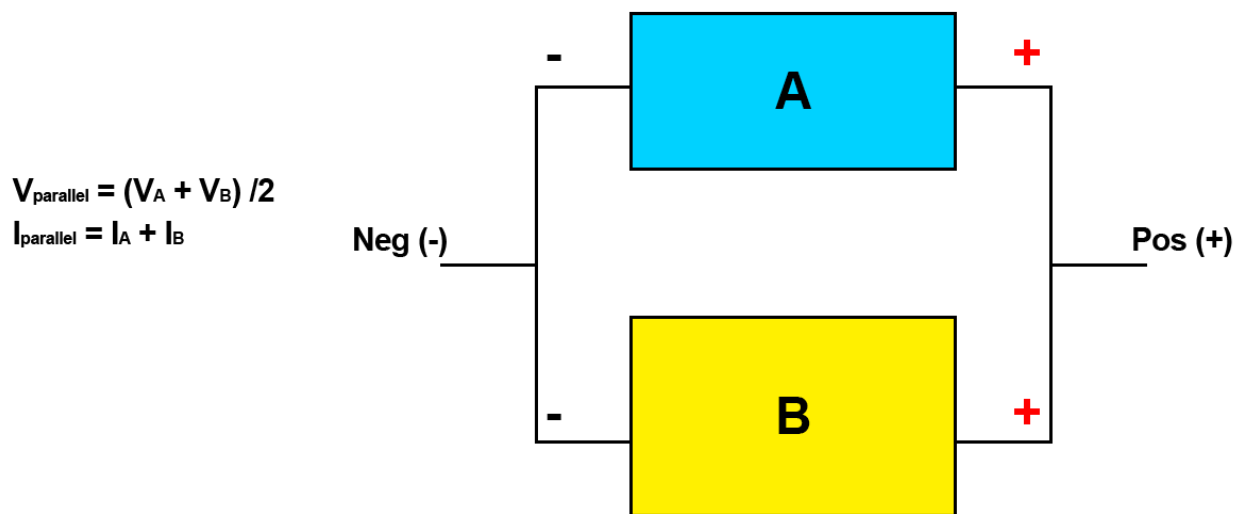 - A +
Vparallel = (VA + VB) /2
Iparallel = IA + IB
Neg (-) Pos (+)
- B +